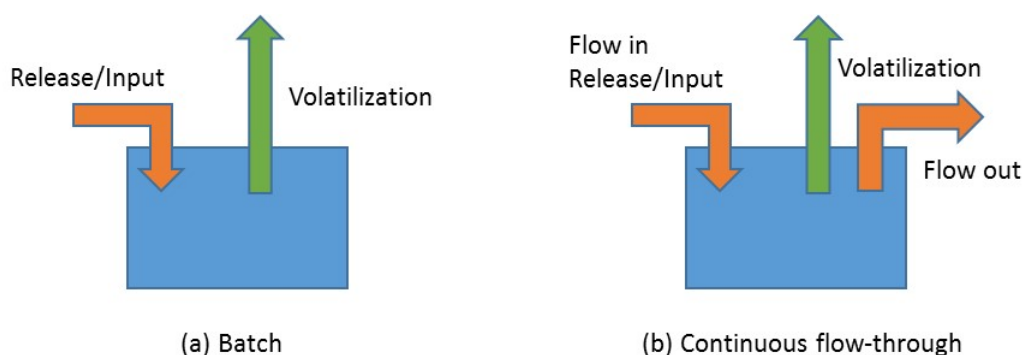 Release/Input
Volatilization
(a) Batch
Flow in
Release/Input
Volatilization
Flow out
(b) Continuous flow-through